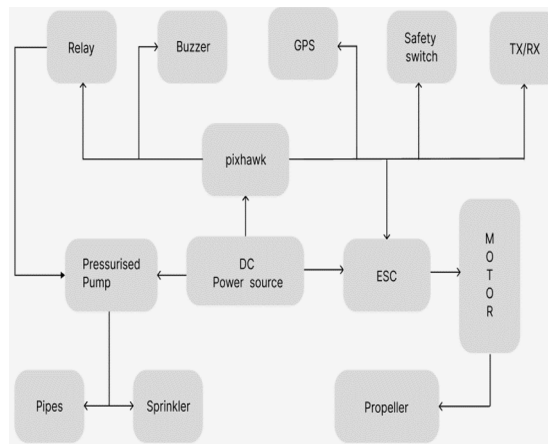 Relay
Buzzer
GPS
Safety
switch
TX/RX
pixhawk
Pressurised
Pump
DC
Power source
ESC
M
O
T
O
R
Pipes
Sprinkler
Propeller